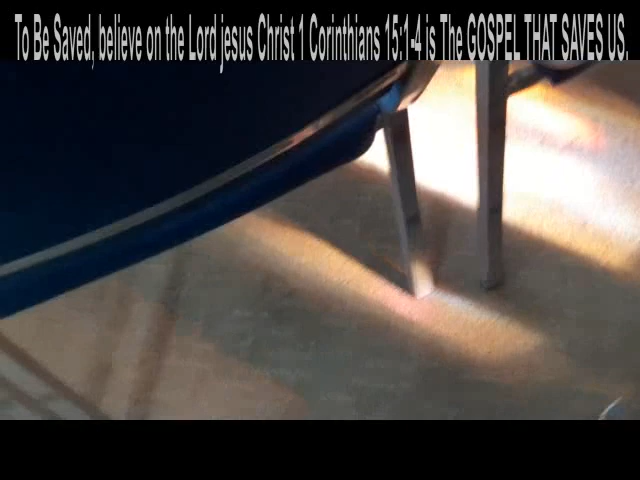 To Be Saved, believe on the Lord jesus Christ 1 Corinthians 15:1-4 is The GOSPEL THAT SAVES US.